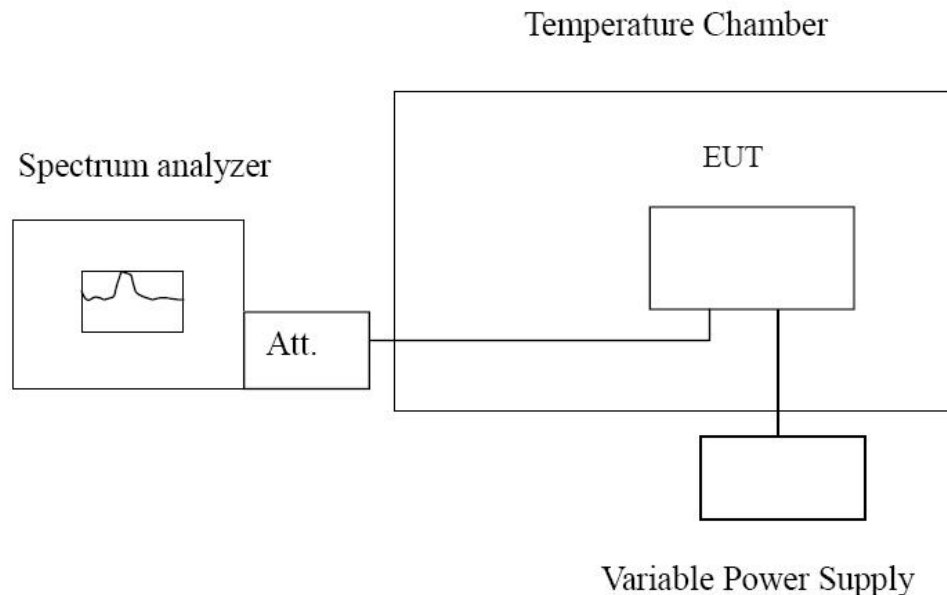 Temperature Chamber
Spectrum analyzer
EUT
Att.
Variable Power Supply